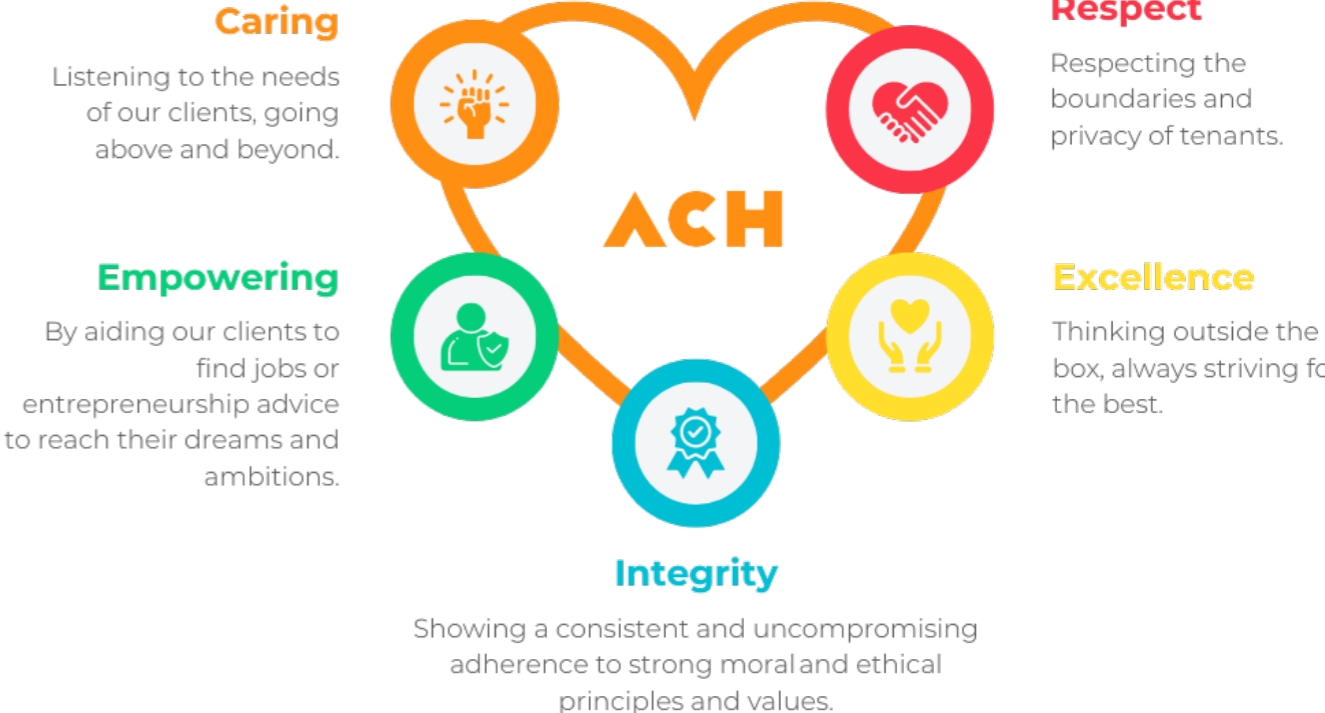 Caring
Listening to the needs
of our clients, going
above and beyond.
Respect
Respecting the
boundaries and
privacy of tenants.
ACH
Empowering
By aiding our clients to
find jobs or
entrepreneurship advice
to reach their dreams and
ambitions.
Excellence
Thinking outside the
box, always striving
the best.
Integrity
Showing a consistent and uncompromising
adherence to strong moral and ethical
principles and values.